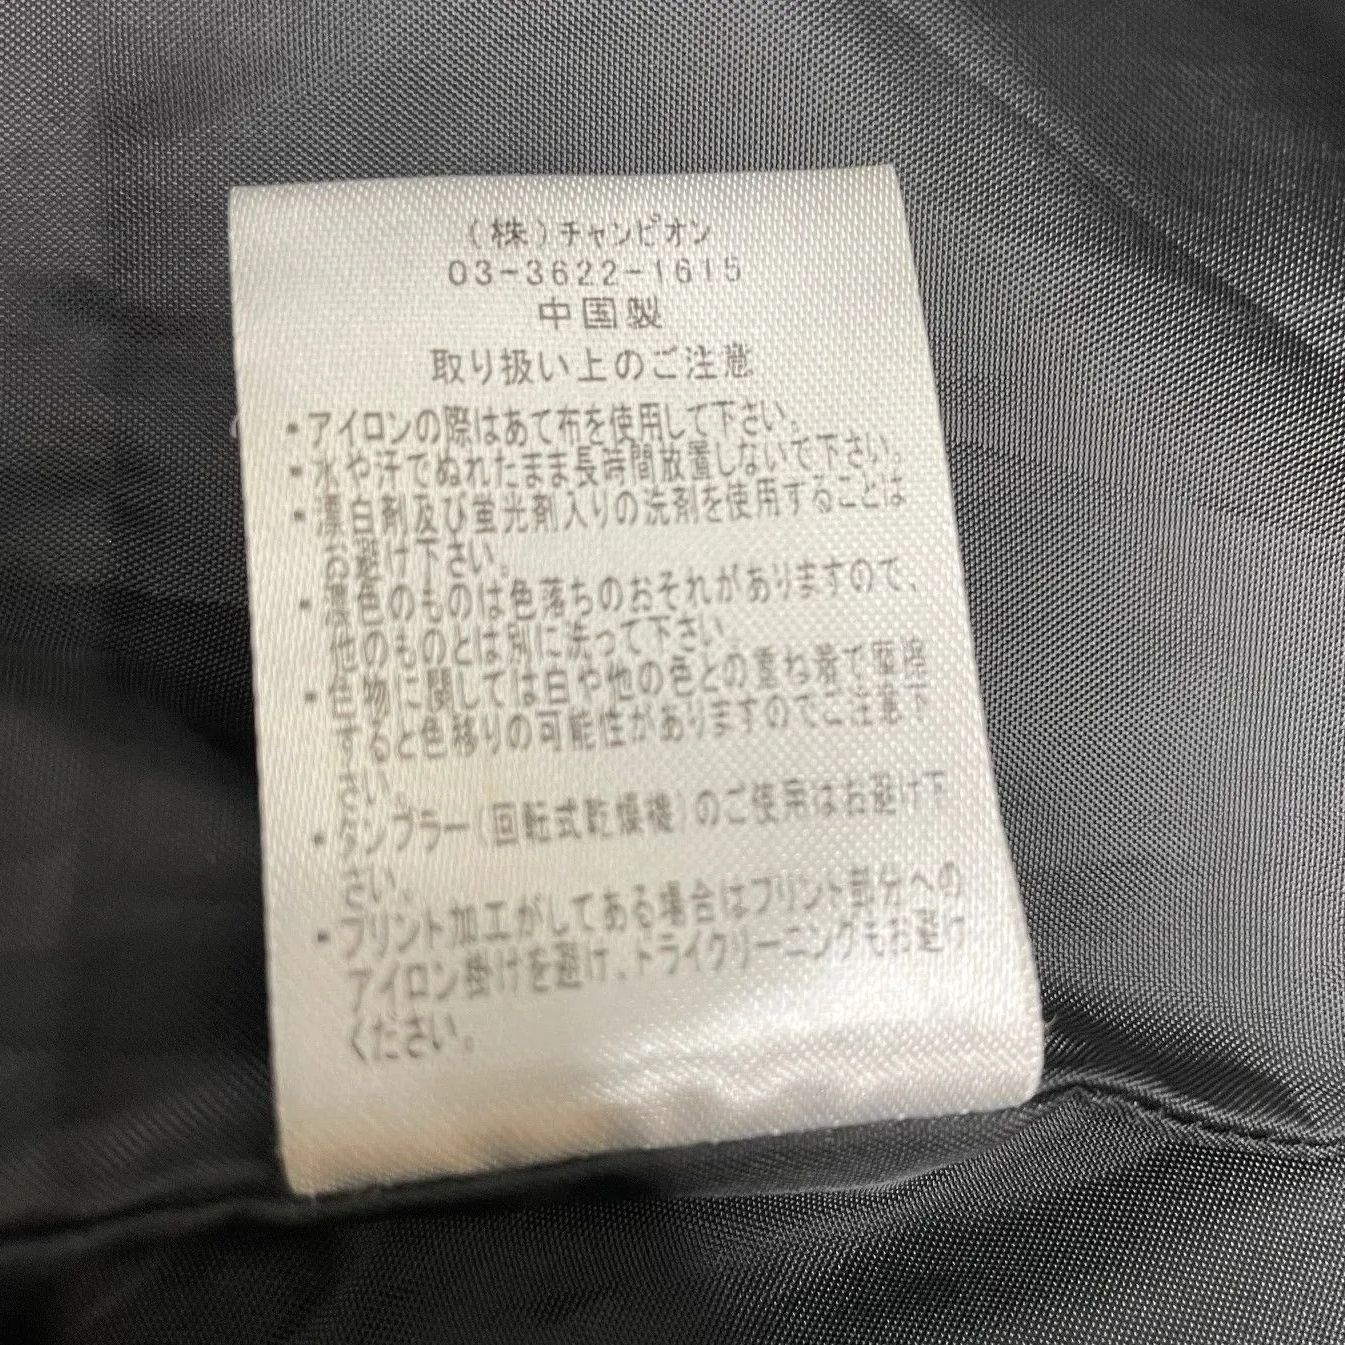 (株)チャンピオン
03-3622-1615
中国製
取り扱い上のご注意
・アイロンの際はあて布を使用して下さい。
・水や汗でぬれたまま長時間放置しないで下さい。
・漂白剤及び蛍光剤入りの洗剤を使用することは
避け下さい。
・濃色のものは色落ちのおそれがありますので、
他のものとは別に洗って下さい
・色物に関しては白や他の色との重ね着で摩擦
すると色移りの可能性がありますのでご注意下
さい。
・タンブラー(回転式乾燥機)のご使用はお避け下
さい。
・プリント加工がしてある場合はプリント部分への
アイロン掛けを避け、ドライクリーニングもお避け
ください。